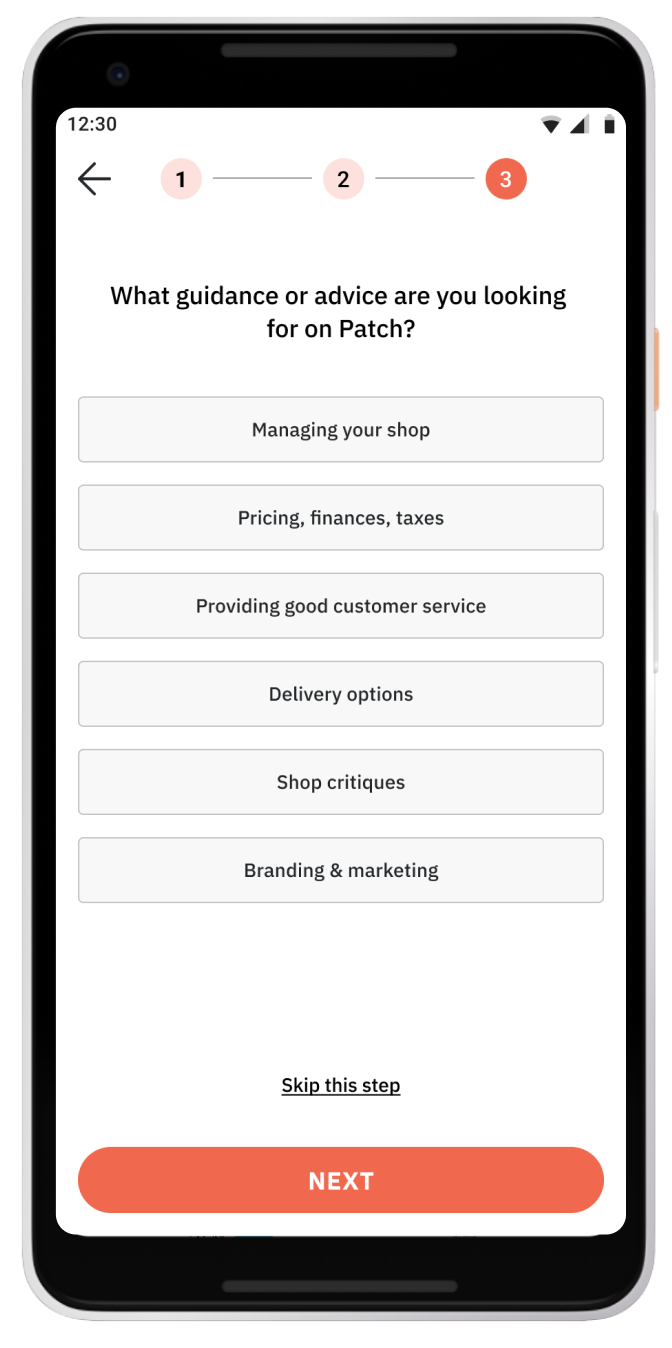 12:30
1
2
3
What guidance or advice are you looking
for on Patch?
Managing your shop
Pricing, finances, taxes
Providing good customer service
Delivery options
Shop critiques
Branding & marketing
Skip this step
NEXT